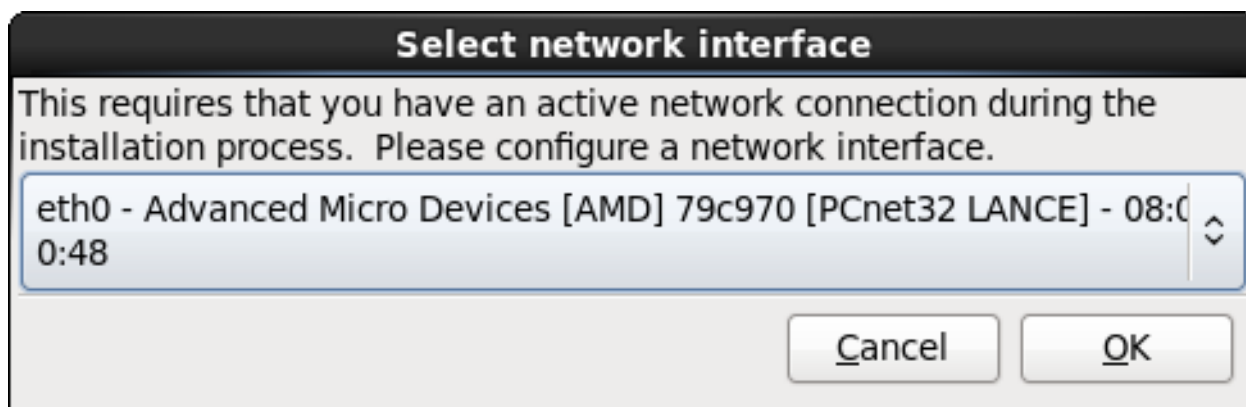 Select network interface
This requires that you have an active network connection during the
installation process.  Please configure a network interface.
eth0 - Advanced Micro Devices [AMD] 79c970 [PCnet32 LANCE] - 08:0
0:48
Cancel
OK